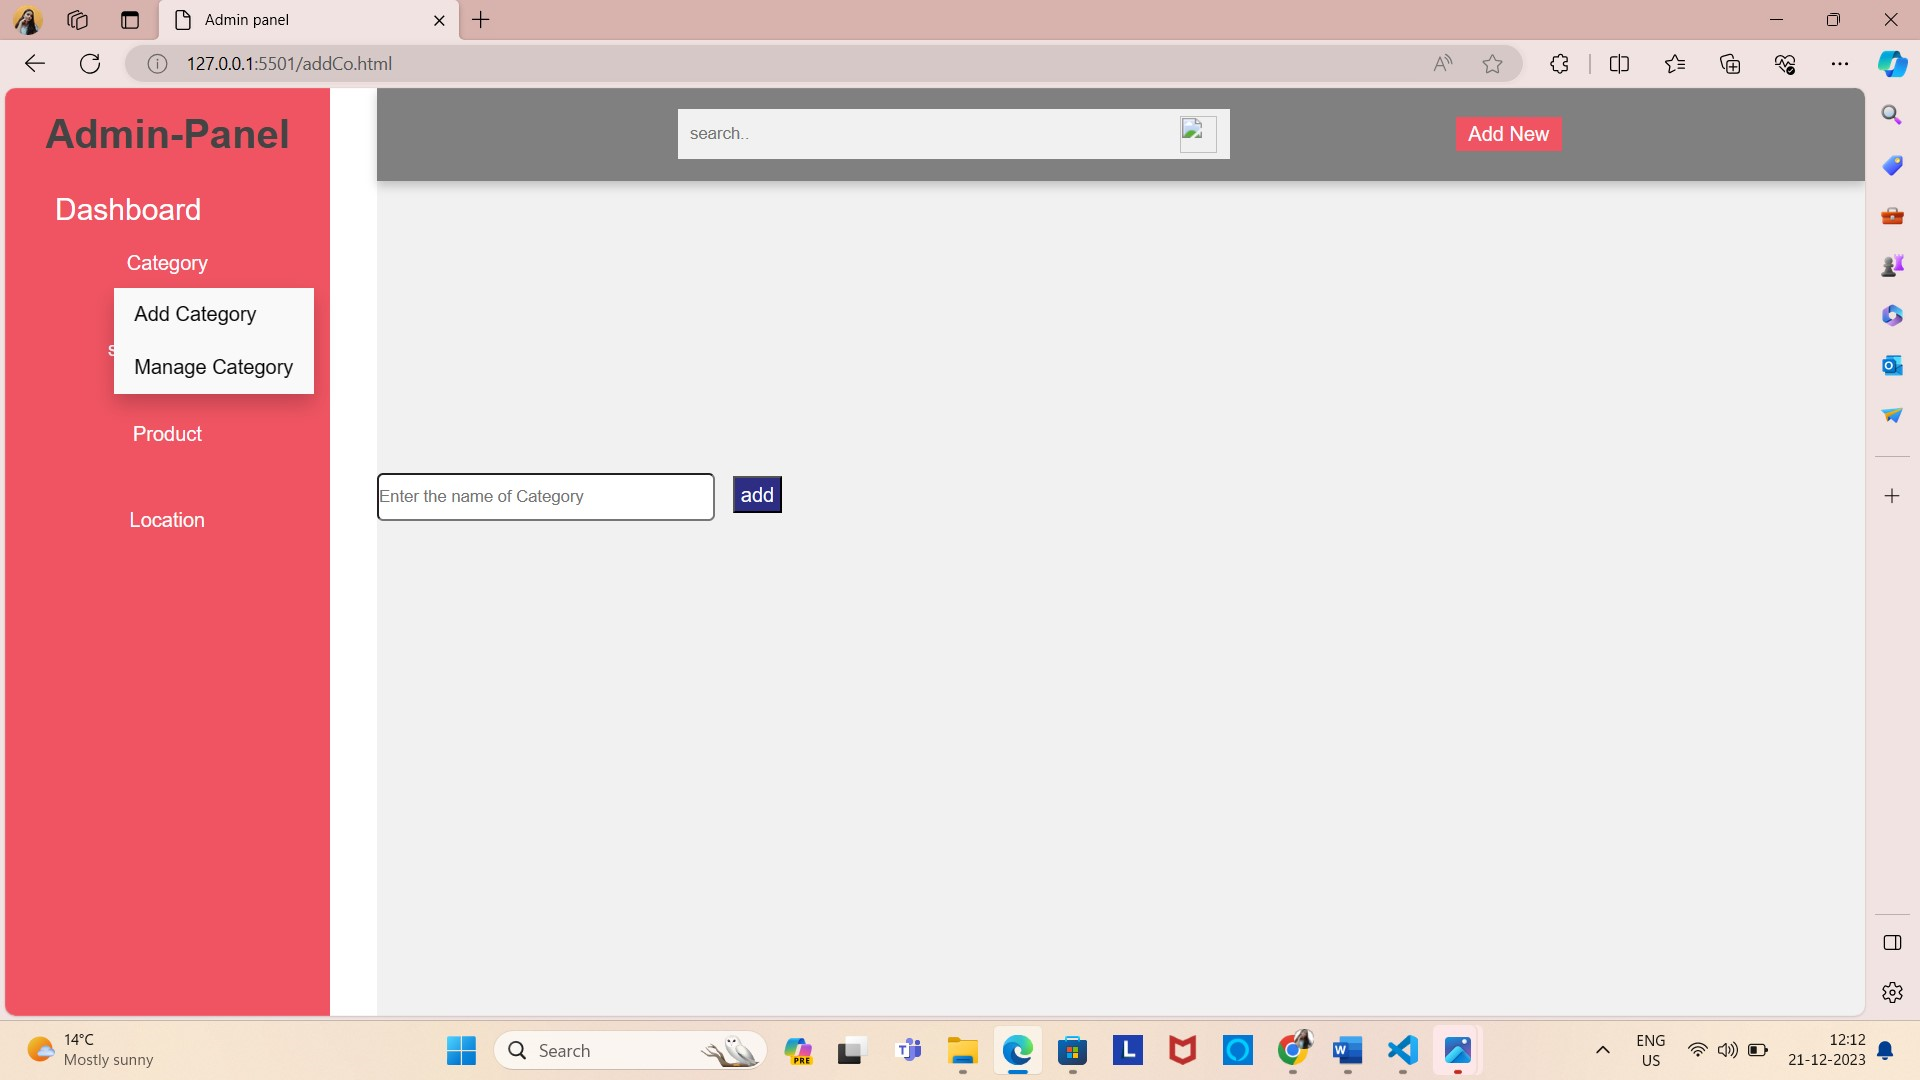 Admin panel
127.0.0.1:5501/addCo.html
Admin-Panel
search..
Add New
Dashboard
Category
Add Category
Manage Category
Product
Location
Enter the name of Category
add
14°C
Mostly sunny
Search
PRE
L
W
ENG
US
12:12
21-12-2023